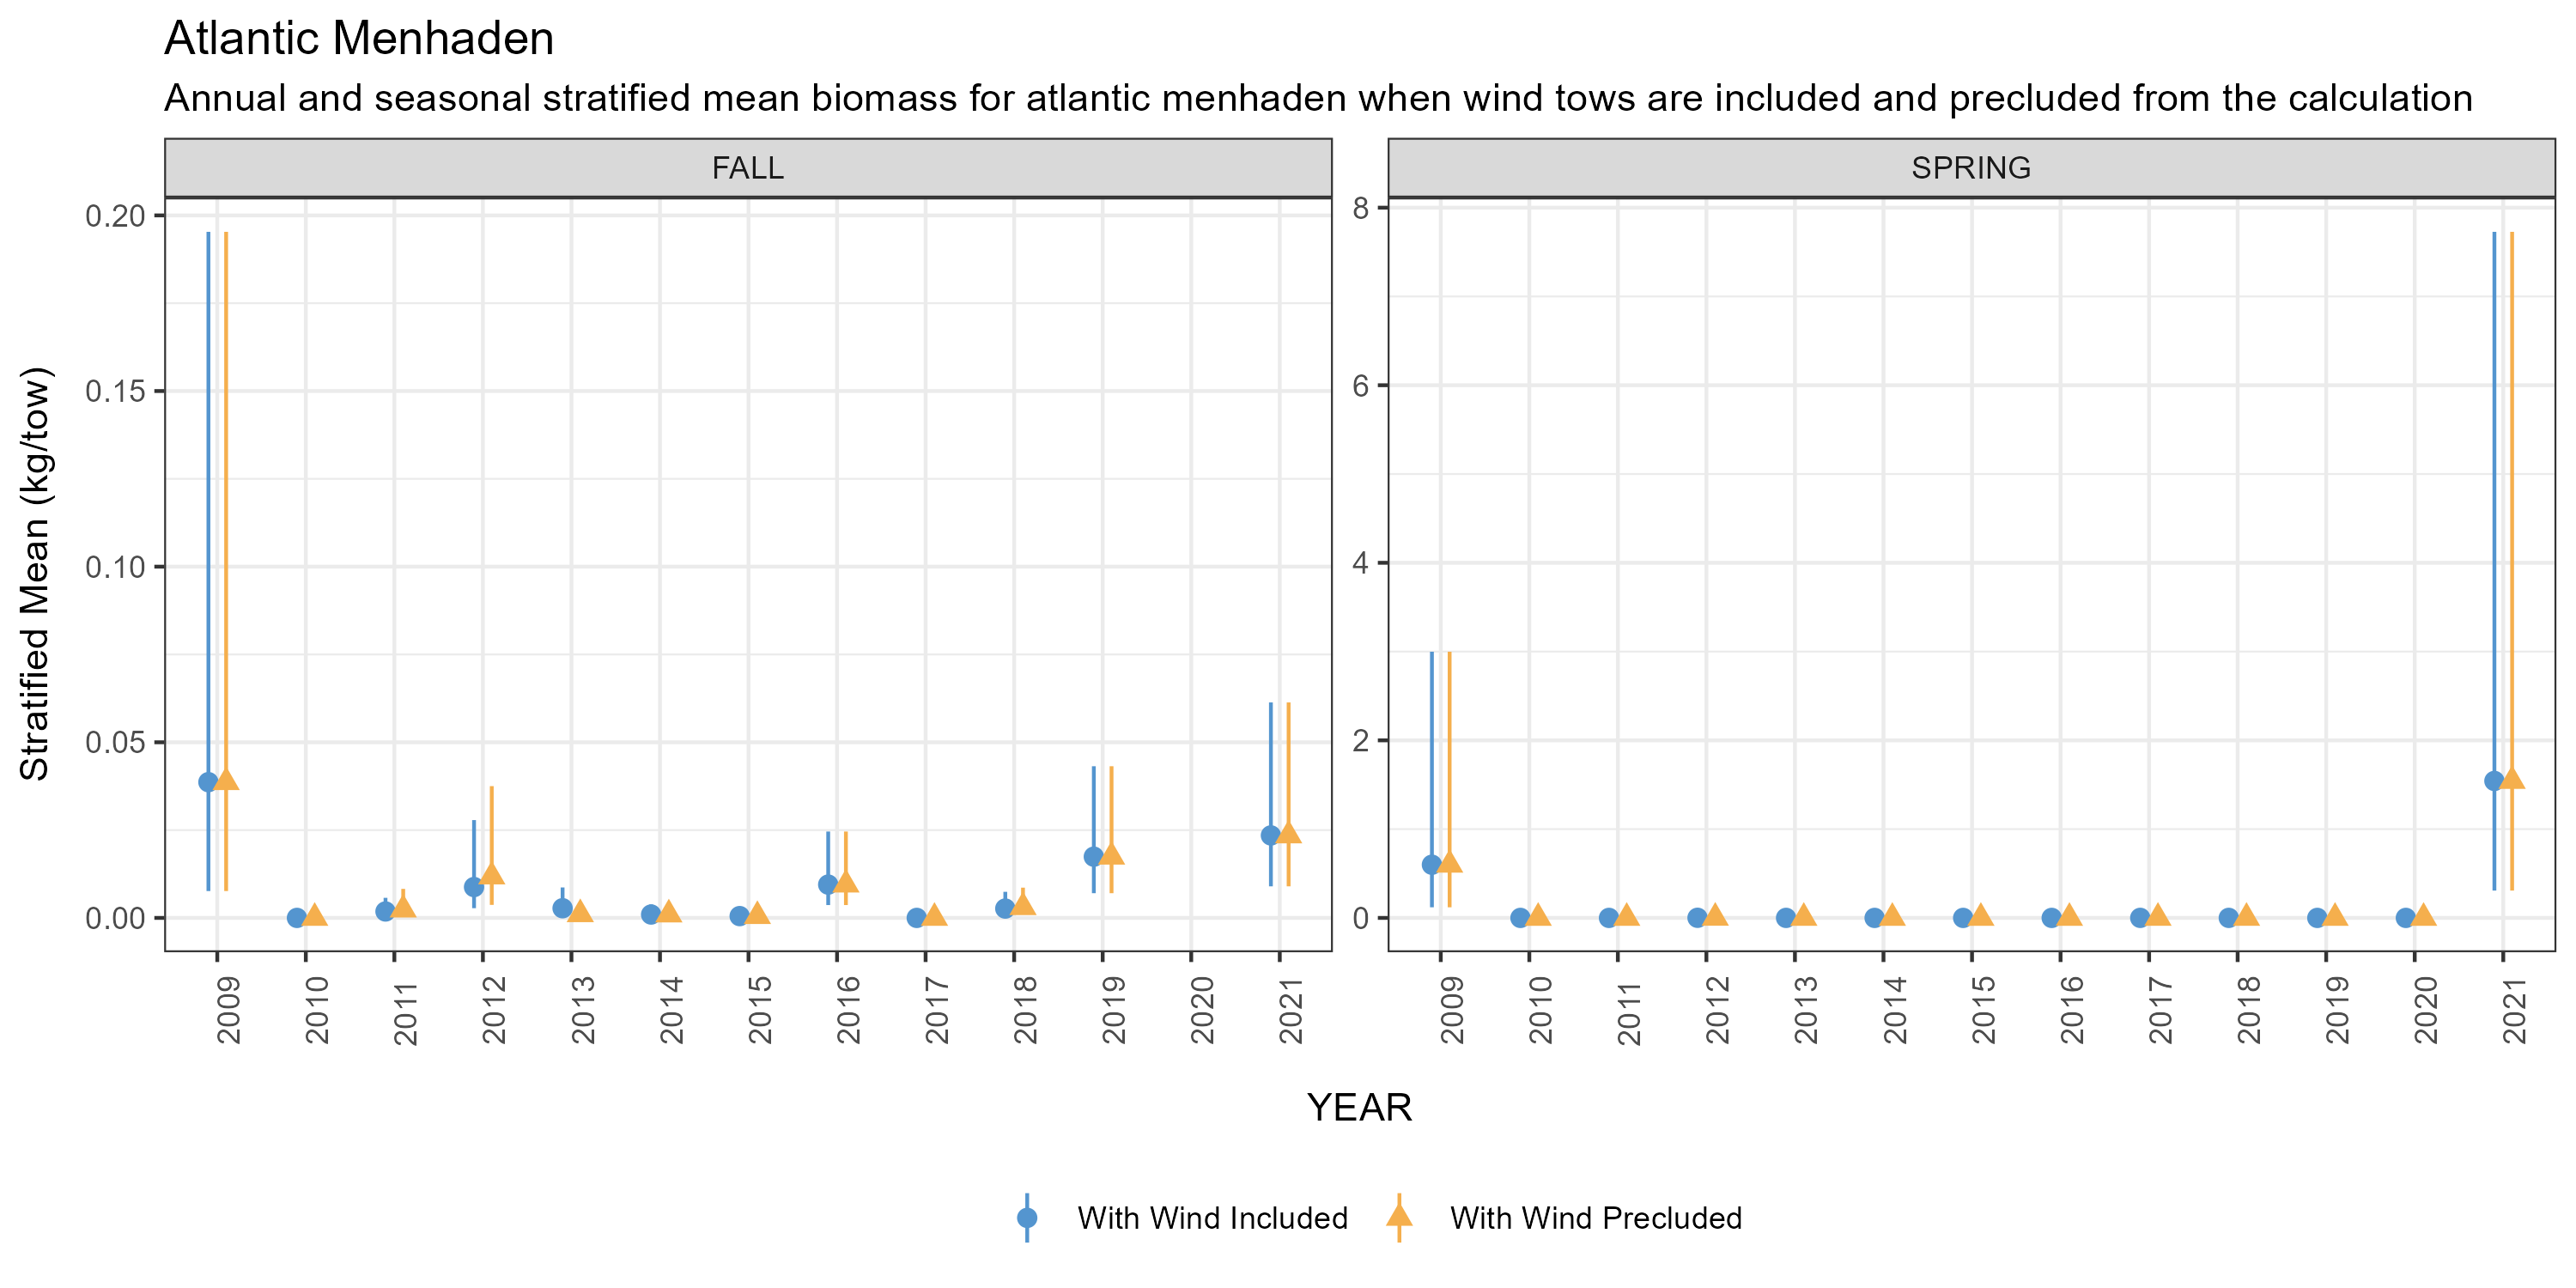 Atlantic Menhaden
Annual and seasonal stratified mean biomass for atlantic menhaden when wind tows are included and precluded from the calculation
FALL
SPRING
Stratified Mean (kg/tow)
0.20
0.15
0.10
0.05
0.00
8
6
4
2
0
2009 2010 2011 2012 2013 2014 2015 2016 2017 2018 2019 2020 2021
2009 2010 2011 2012 2013 2014 2015 2016 2017 2018 2019 2020 2021
YEAR
With Wind Included With Wind Precluded